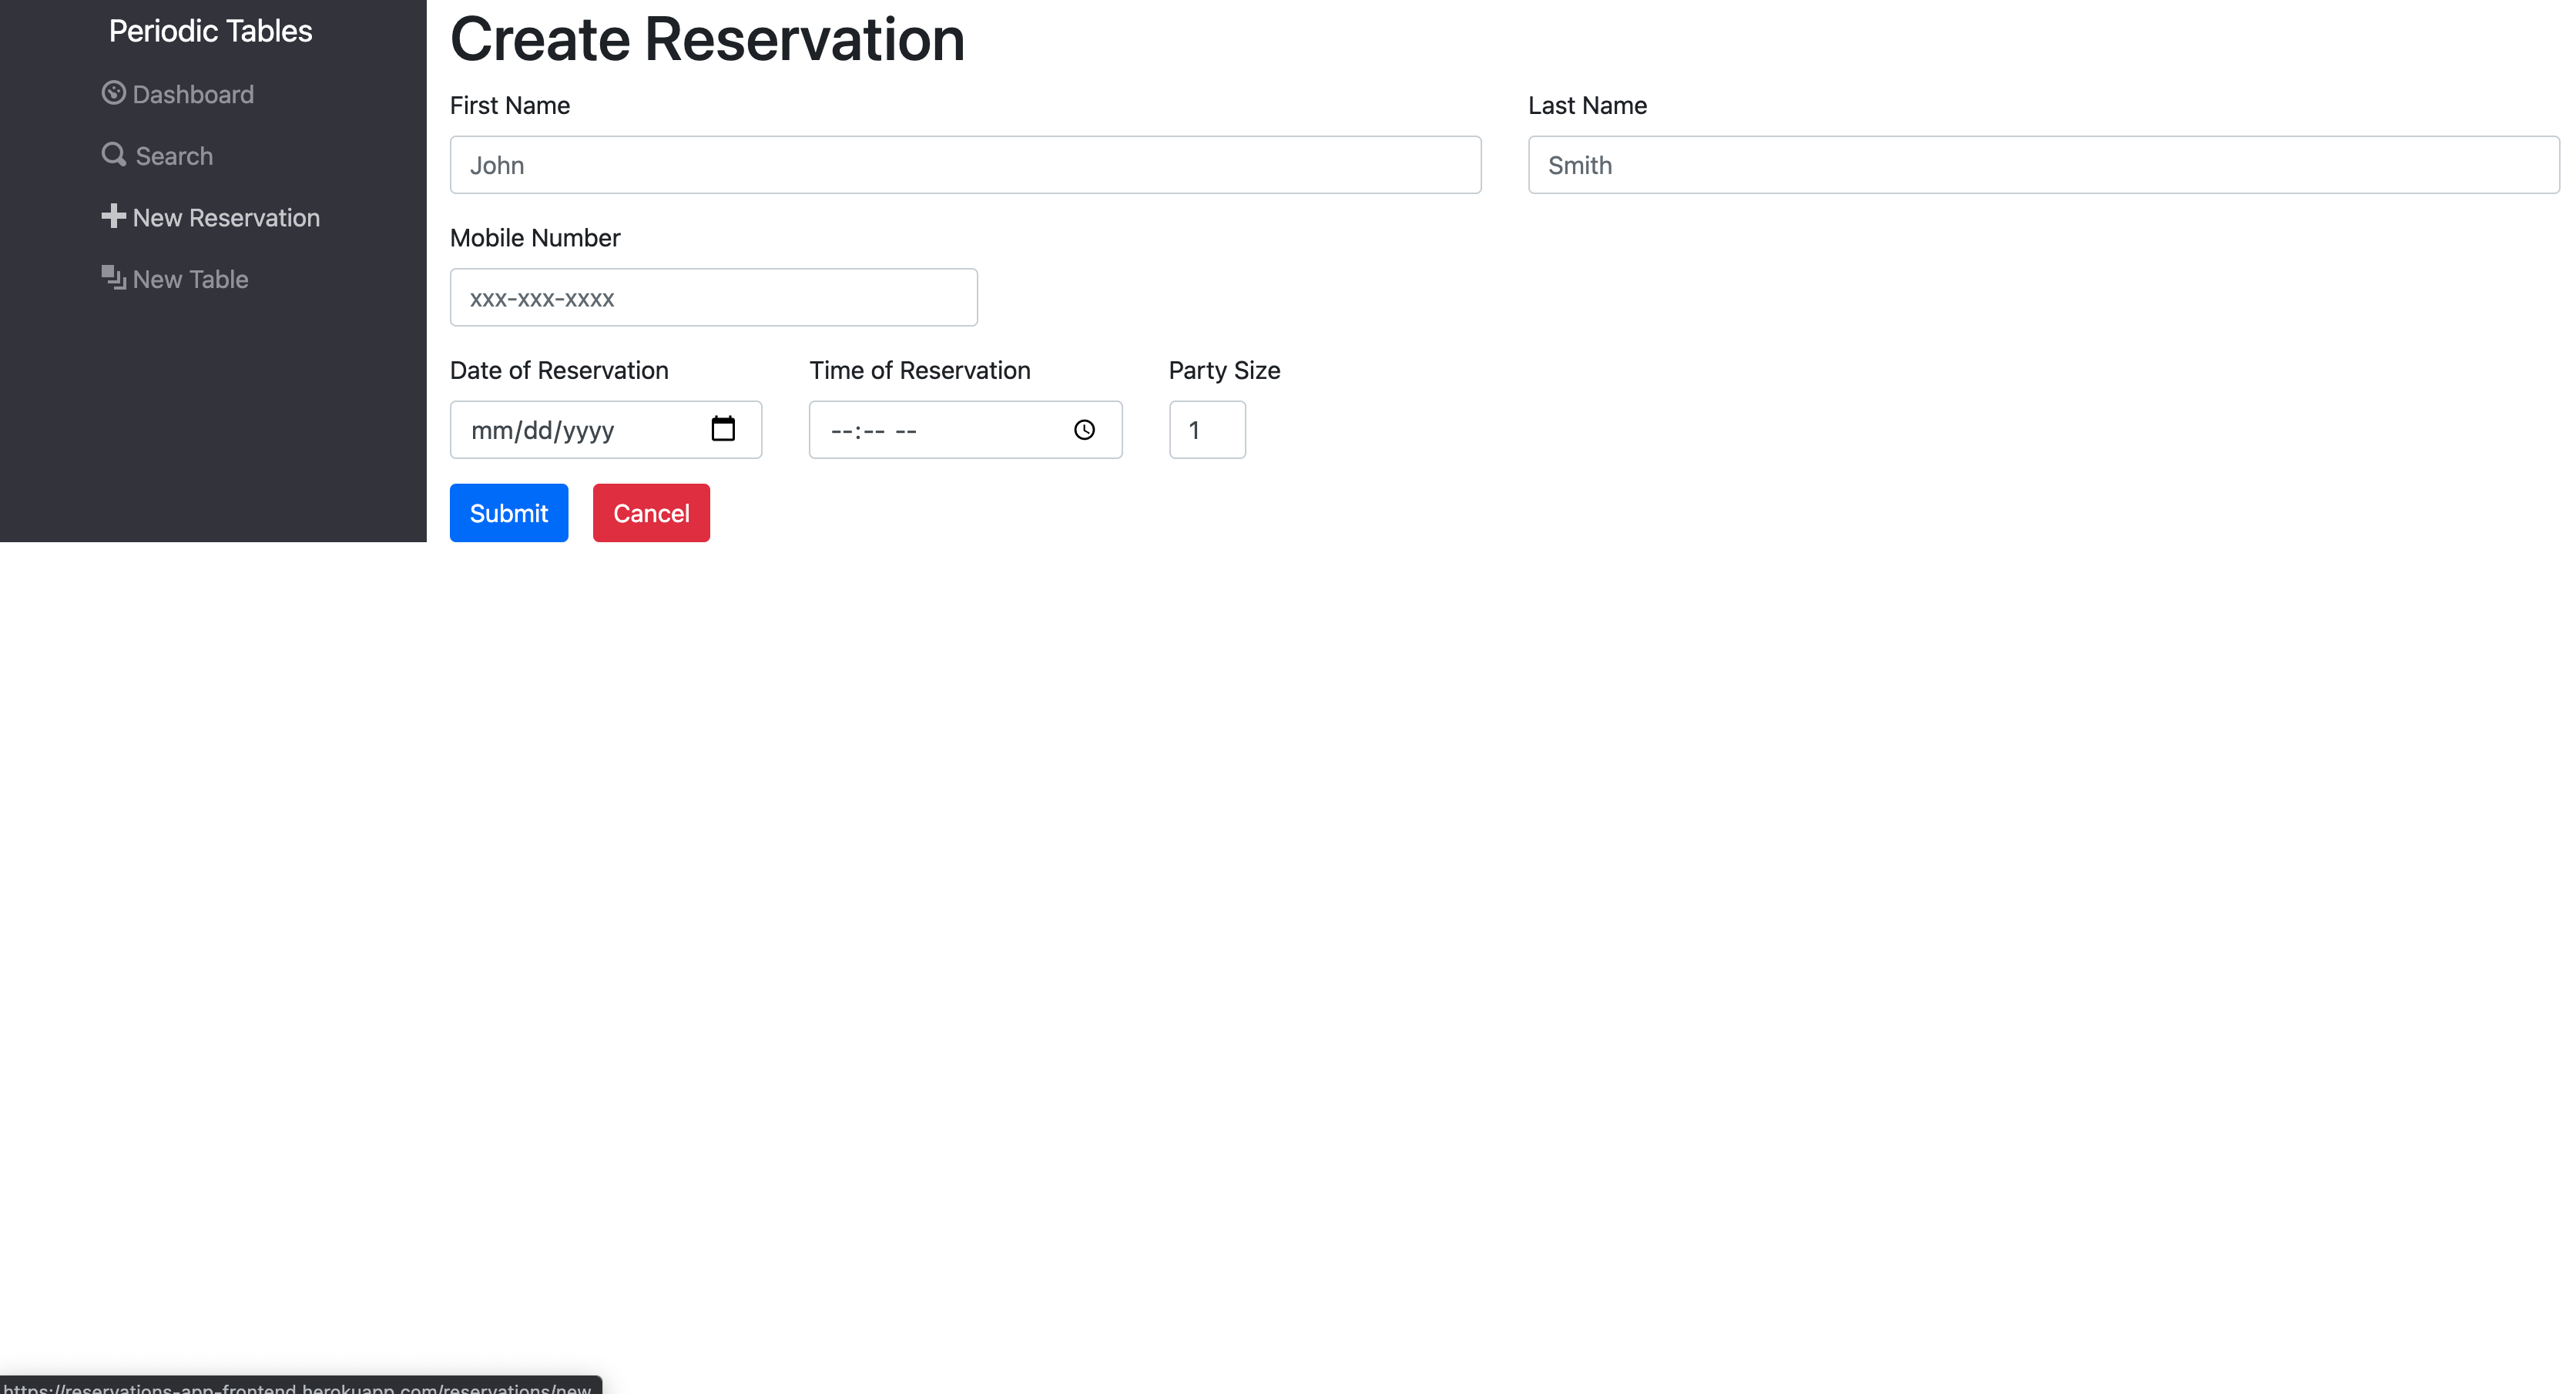 Periodic Tables
Dashboard
Search
New Reservation
New Table
Create Reservation
First Name
Last Name
John
Smith
Mobile Number
xxx-xxx-xxxx
Date of Reservation
Time of Reservation
Party Size
mm/dd/yyyy
--:-- --
1
Submit
Cancel
https://reservations-app-frontend.herokuapp.com/reservations/new